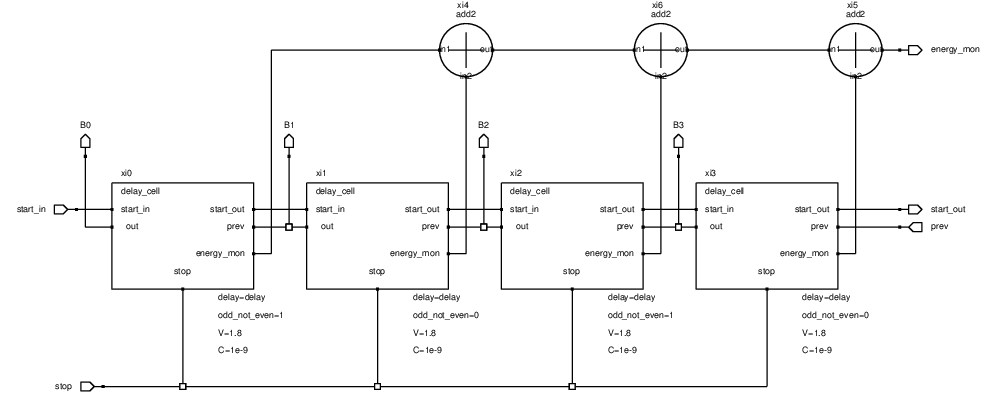 xi4
add2
xi6
add2
xi5
add2
in1
out
in1
out
in1
out
energy_mon
in2
in2
in2
B0
B1
B2
B3
xi0
xi1
xi2
xi3
delay_cell
delay_cell
delay_cell
delay_cell
start_in
start_in
start_out
start_in
start_out
start_in
start_out
start_in
start_out
start_out
out
prev
out
prev
out
prev
out
prev
prev
energy_mon
energy_mon
energy_mon
energy_mon
stop
stop
stop
stop
delay=delay
delay=delay
delay=delay
delay=delay
odd_not_even=1
odd_not_even=0
odd_not_even=1
odd_not_even=0
V=1.8
V=1.8
V=1.8
V=1.8
C=1e-9
C=1e-9
C=1e-9
C=1e-9
stop